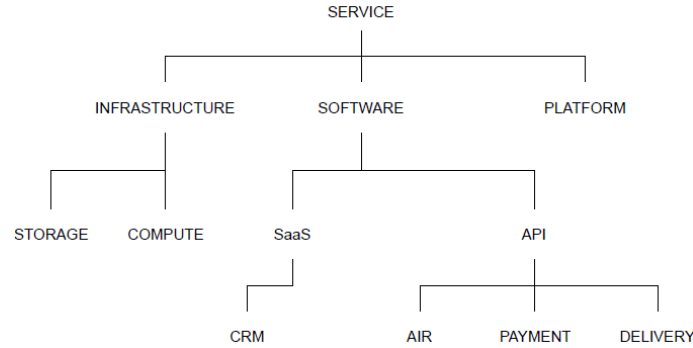 SERVICE
INFRASTRUCTURE SOFTWARE PLATFORM
STORAGE COMPUTE SaaS API
CRM AIR PAYMENT DELIVERY